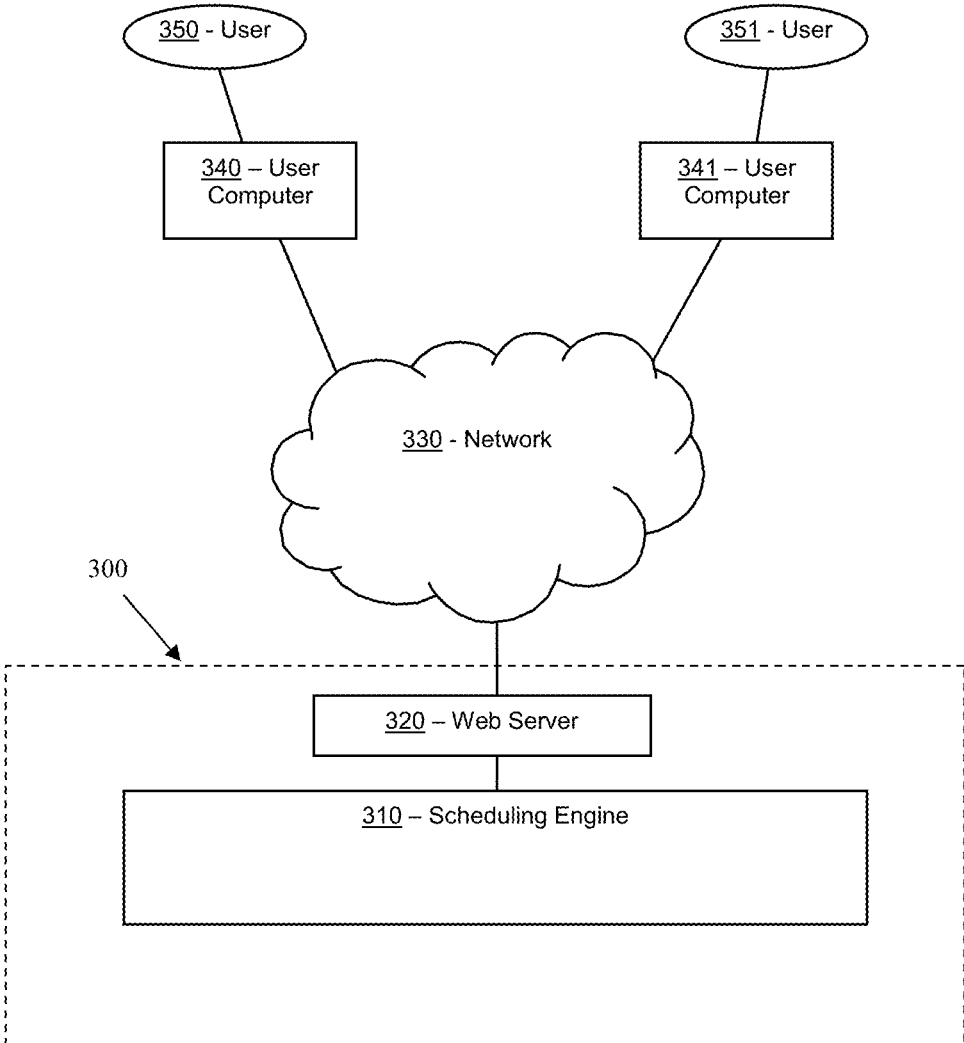 350 - User
351 - User
340 – User
Computer
341 – User
Computer
330 - Network
300
320 – Web Server
310 – Scheduling Engine